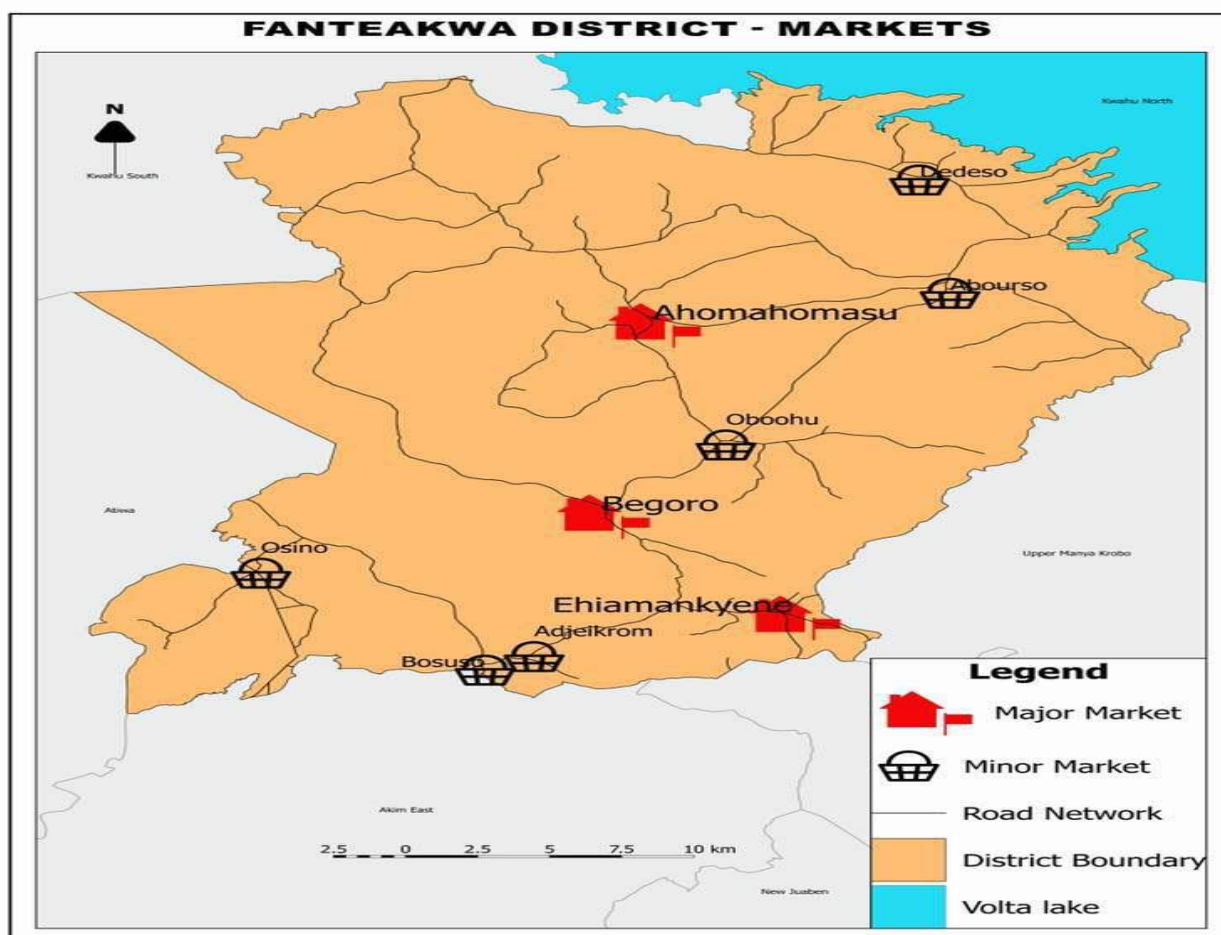 FANTEAKWA DISTRICT - MARKETS
N
Kwahu North
Kwahu South
Dedeso
Abourso
Ahomahomasu
Oboohu
Begoro
Atiwa
Osino
Upper Manya Krobo
Ehiamankyene
Adjeikrom
Bosuso
Legend
Major Market
Minor Market
Road Network
District Boundary
Volta lake
Akim East
2.5 0 2.5 5 7.5 10 km
New Juaben